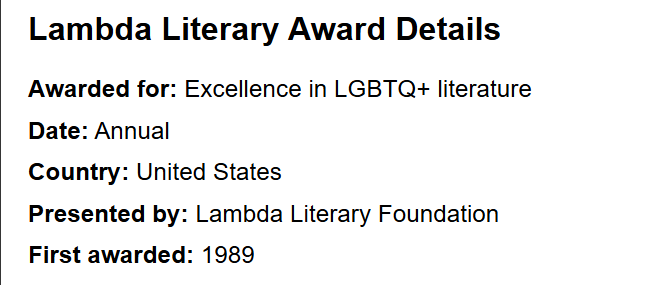 Lambda Literary Award Details
Awarded for: Excellence in LGBTQ+ literature
Date: Annual
Country: United States
Presented by: Lambda Literary Foundation
First awarded: 1989